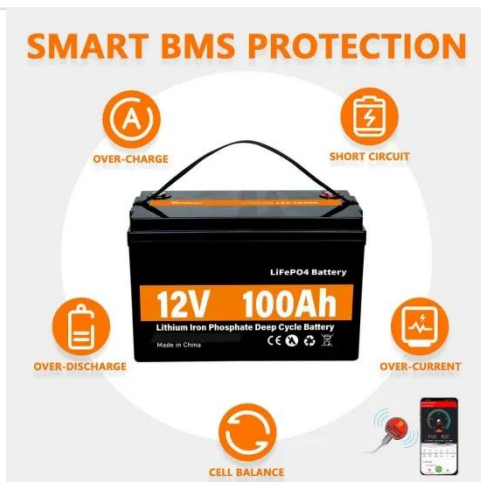 SMART BMS PROTECTION
OVER-CHARGE
SHORT CIRCUIT
LiFePO4 Battery
12V 100Ah
Lithium Iron Phosphate Deep Cycle Battery
Made in China
CE
OVER-DISCHARGE
OVER-CURRENT
CELL BALANCE